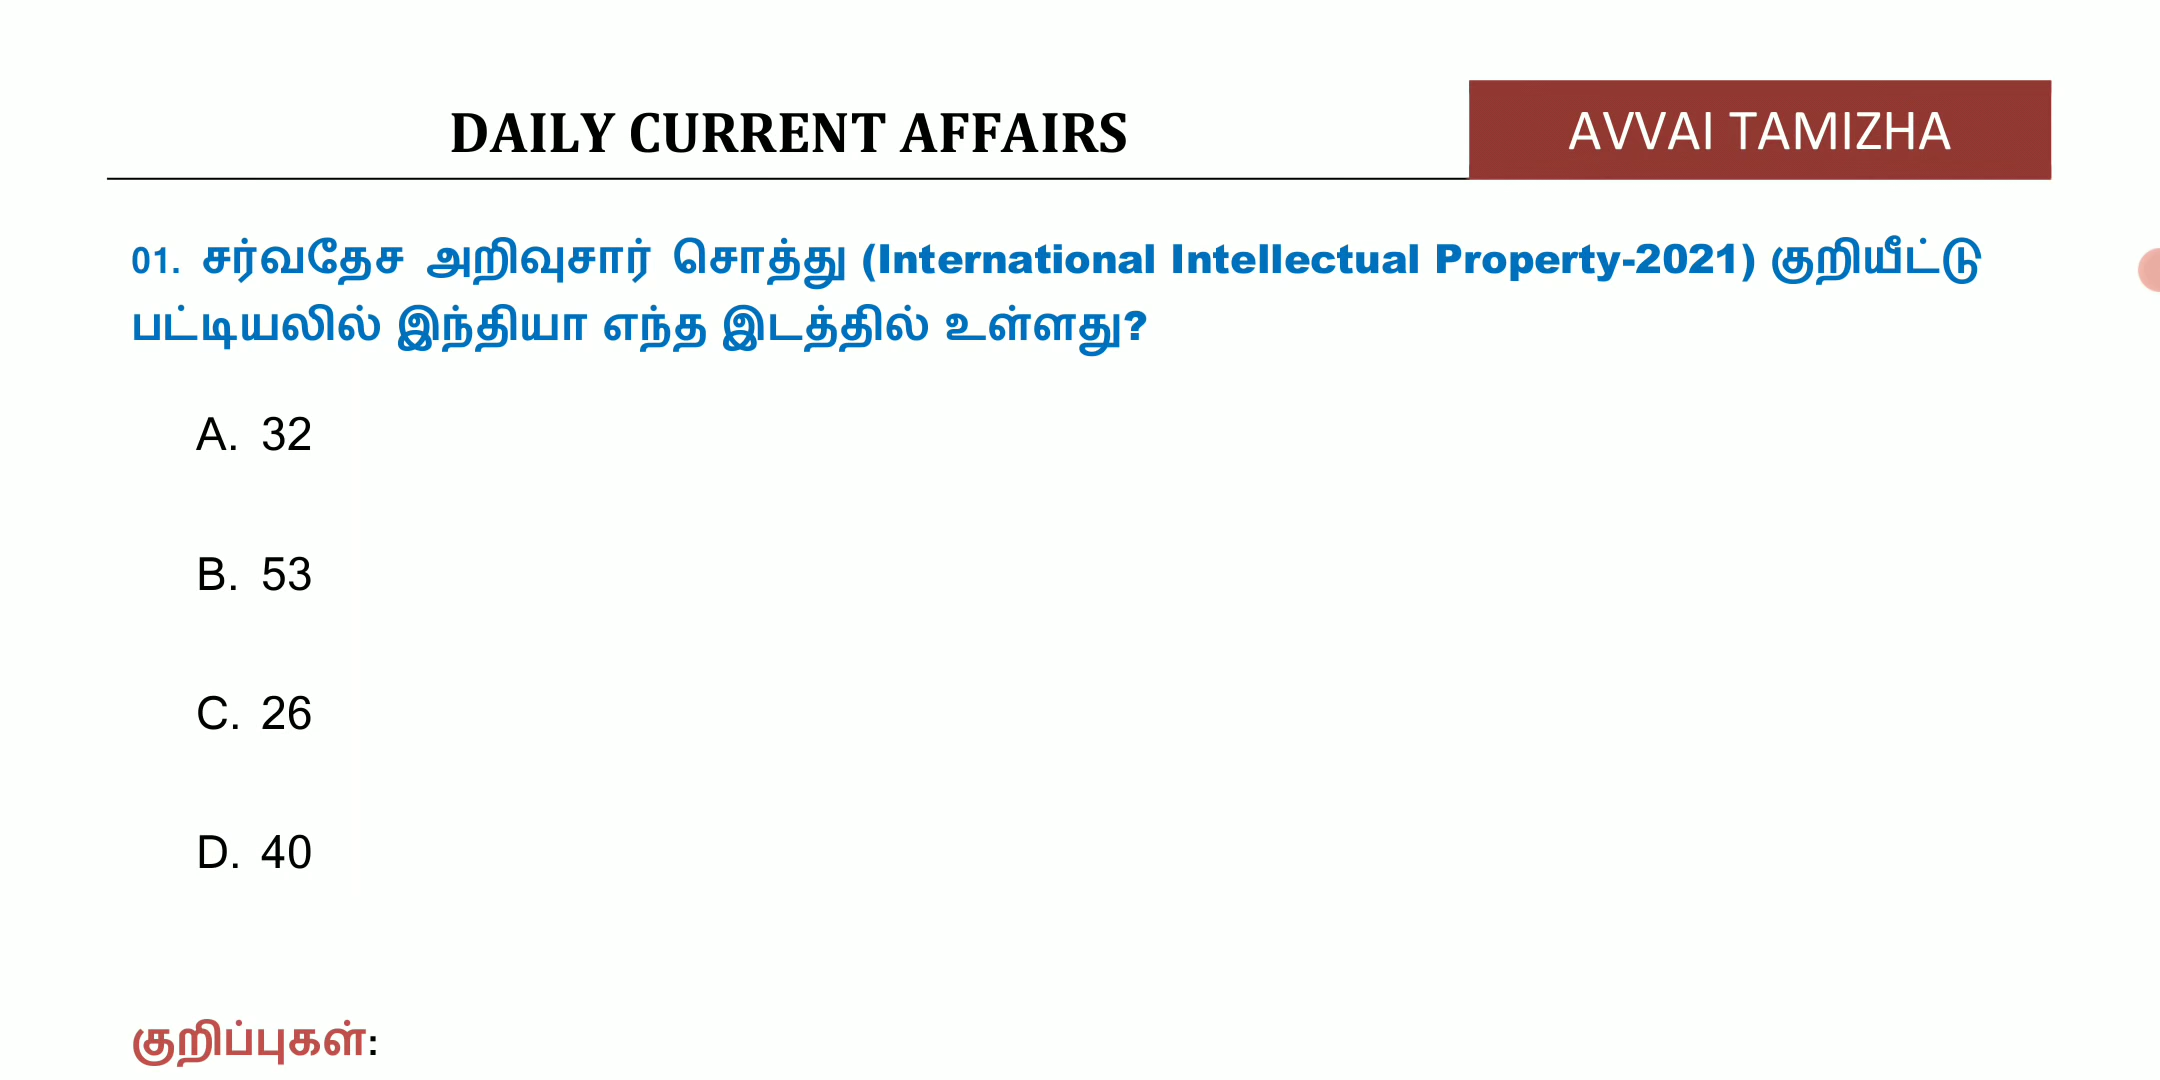 DAILY CURRENT AFFAIRS
AVVAI TAMIZHA
01. சர்வதேச அறிவுசார் சொத்து (International Intellectual Property-2021) குறியீட்டு
பட்டியலில் இந்தியா எந்த இடத்தில் உள்ளது?
A. 32
B. 53
C. 26
D. 40
குறிப்புகள்: